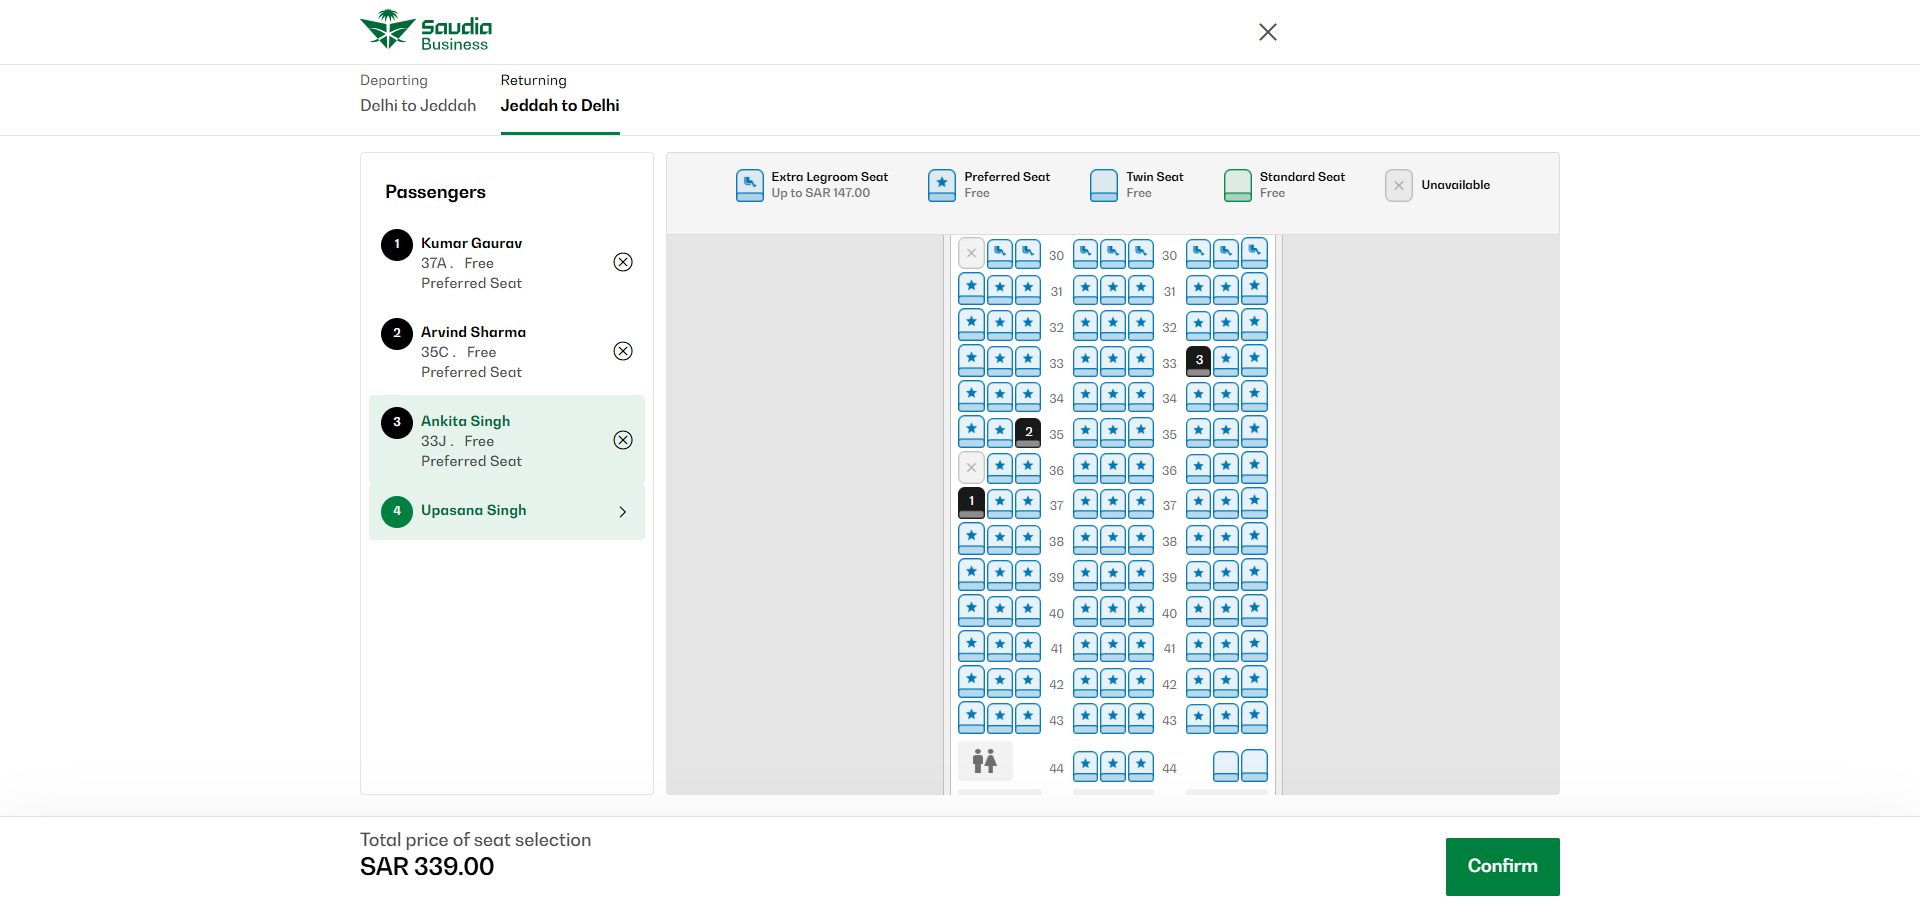 Saudia
Business
Departing
Delhi to Jeddah
Returning
Jeddah to Delhi
Passengers
1
Kumar Gaurav
37A . Free
Preferred Seat
2
Arvind Sharma
35C . Free
Preferred Seat
3
Ankita Singh
33J . Free
Preferred Seat
4
Upasana Singh
Extra Legroom Seat
Up to SAR 147.00
Preferred Seat
Free
Twin Seat
Free
Standard Seat
Free
Unavailable
30 30
31 31
32 32
33 33 3
34 34
2 35 35
36 36
1 37 37
38 38
39 39
40 40
41 41
42 42
43 43
44 44
Total price of seat selection
SAR 339.00
Confirm